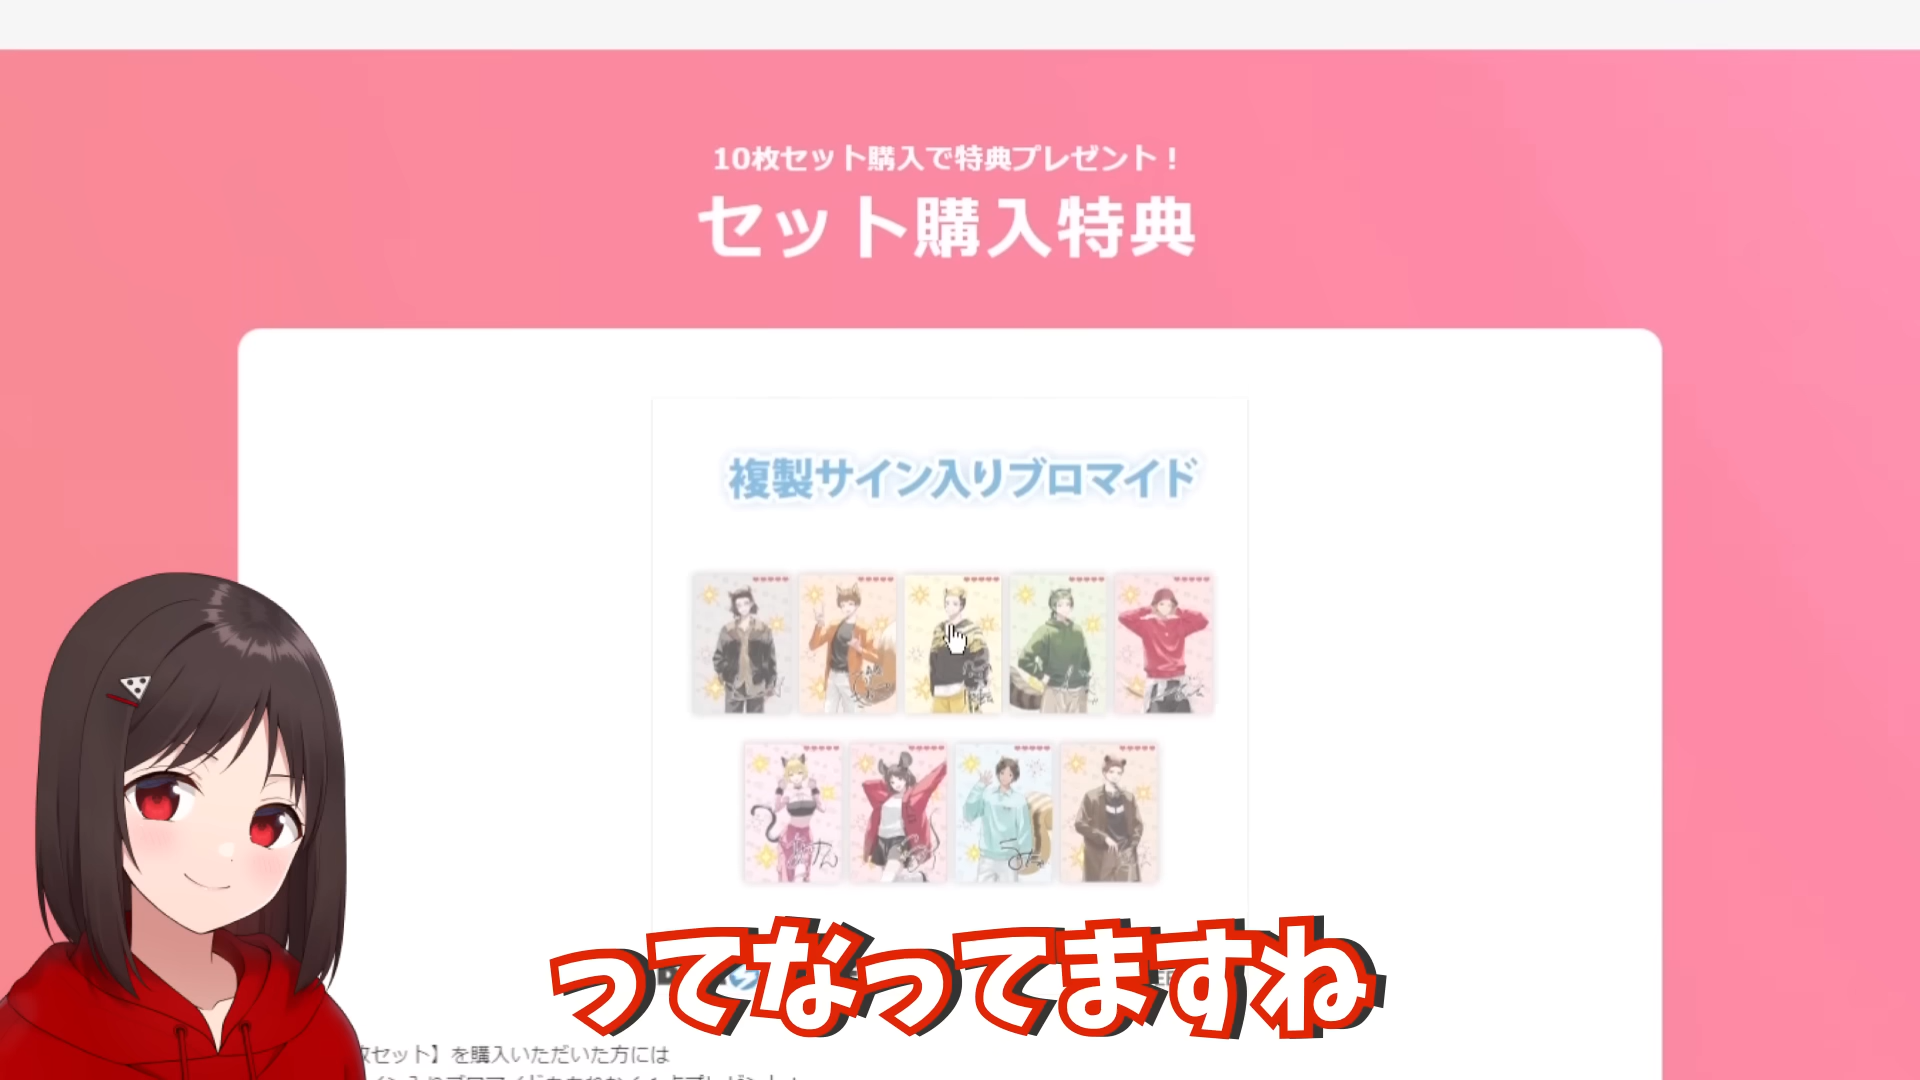 10枚セット購入で特典プレゼント！
セット購入特典
複製サイン入りブロマイド
ってなってますね
セット】を購入いただいた方には